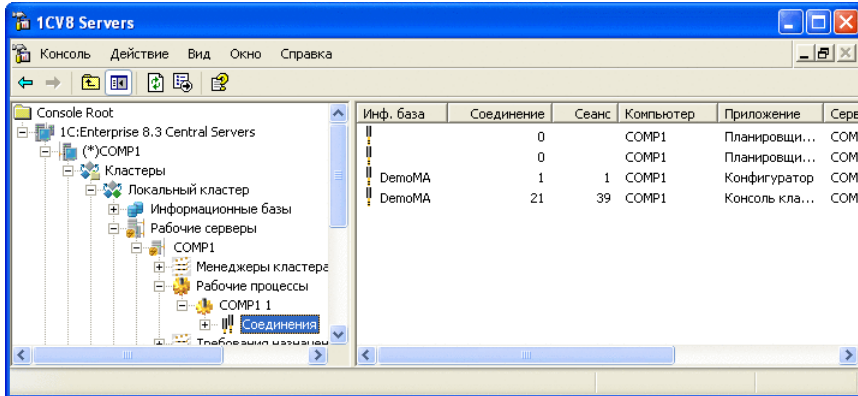 1CV8 Servers
Консоль Действие Вид Окно Справка
Console Root
1C:Enterprise 8.3 Central Servers
(*)COMP1
Кластеры
Локальный кластер
Информационные базы
Рабочие серверы
COMP1
Менеджеры кластера
Рабочие процессы
COMP1 1
Соединения
Требования назначен
Инф. база Соединение Сеанс Компьютер Приложение Серв
0 COMP1 Планировщи... COM
0 COMP1 Планировщи... COM
DemoMA 1 1 COMP1 Конфигуратор COM
DemoMA 21 39 COMP1 Консоль кла... COM